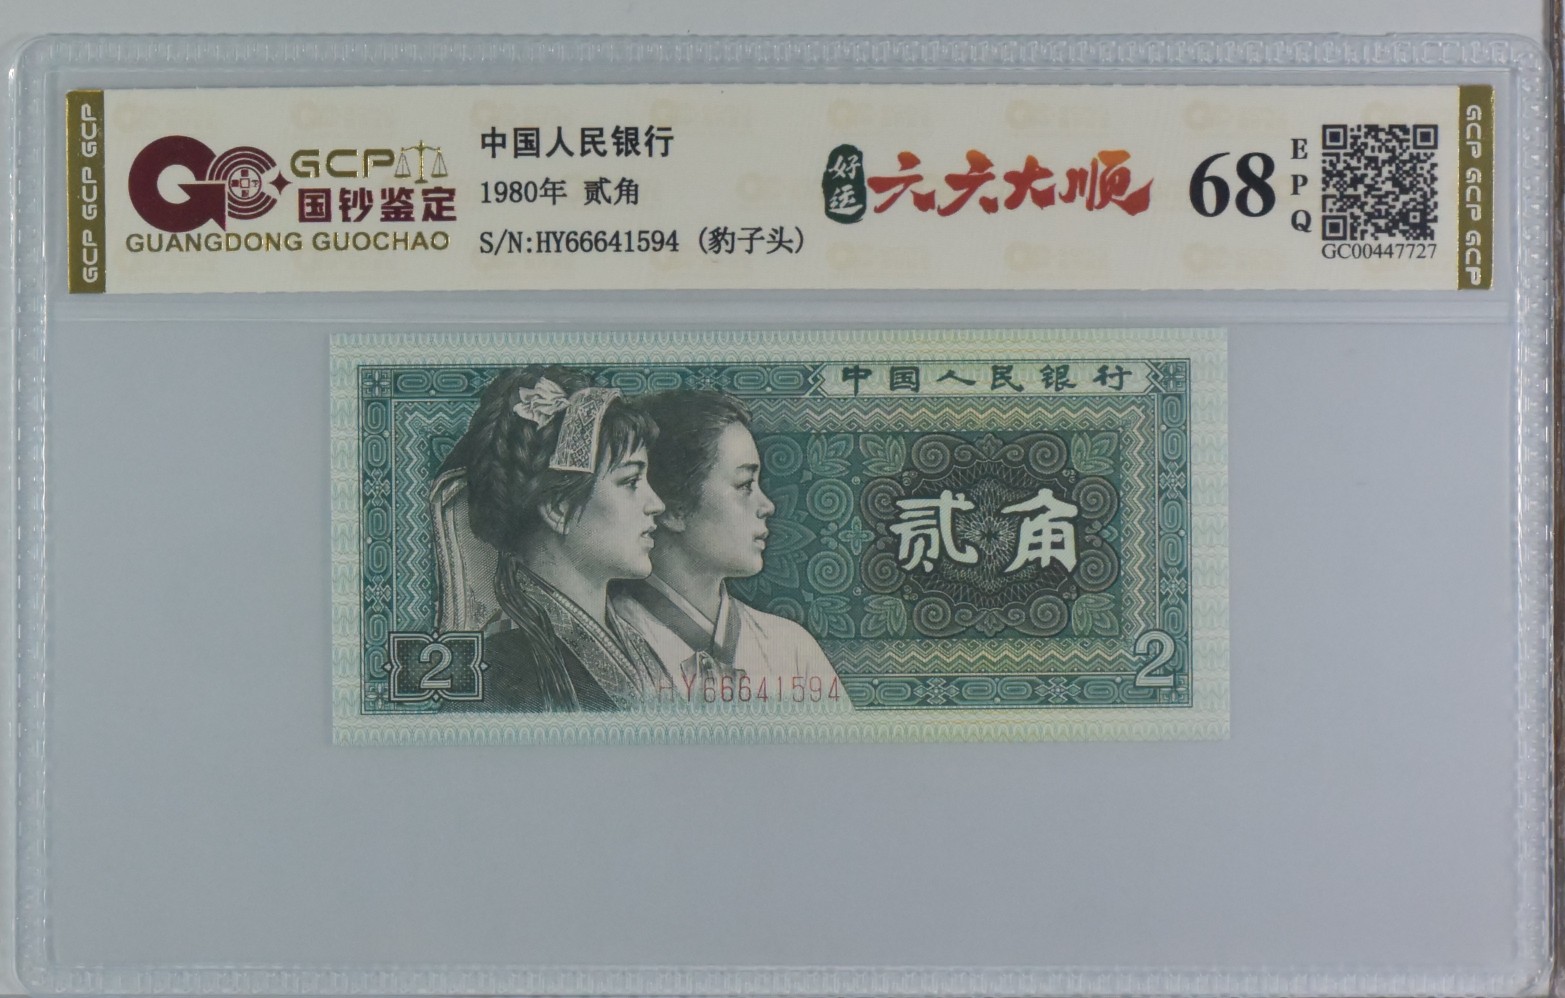 GCP GCP GCP
GCP
国钞鉴定
GUANGDONG GUOCHAO
中国人民银行
1980年 贰角
S/N:HY66641594 (豹子头)
好运
六六大顺
68
EPQ
GC00447727
GCP GCP GCP
中国人民银行
贰角
2
2
HY66641594